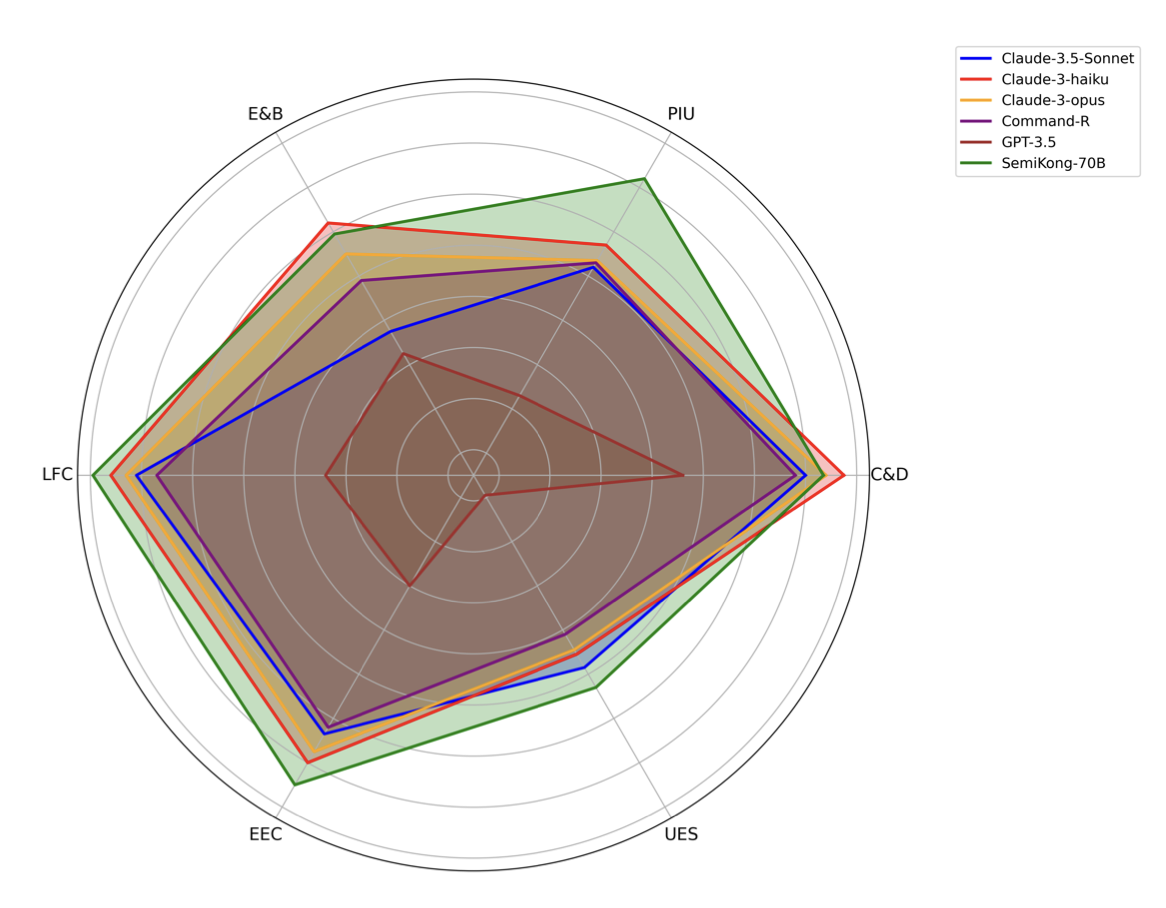 Claude-3.5-Sonnet
Claude-3-haiku
Claude-3-opus
Command-R
GPT-3.5
SemiKong-70B
E&B
PIU
LFC
C&D
EEC
UES